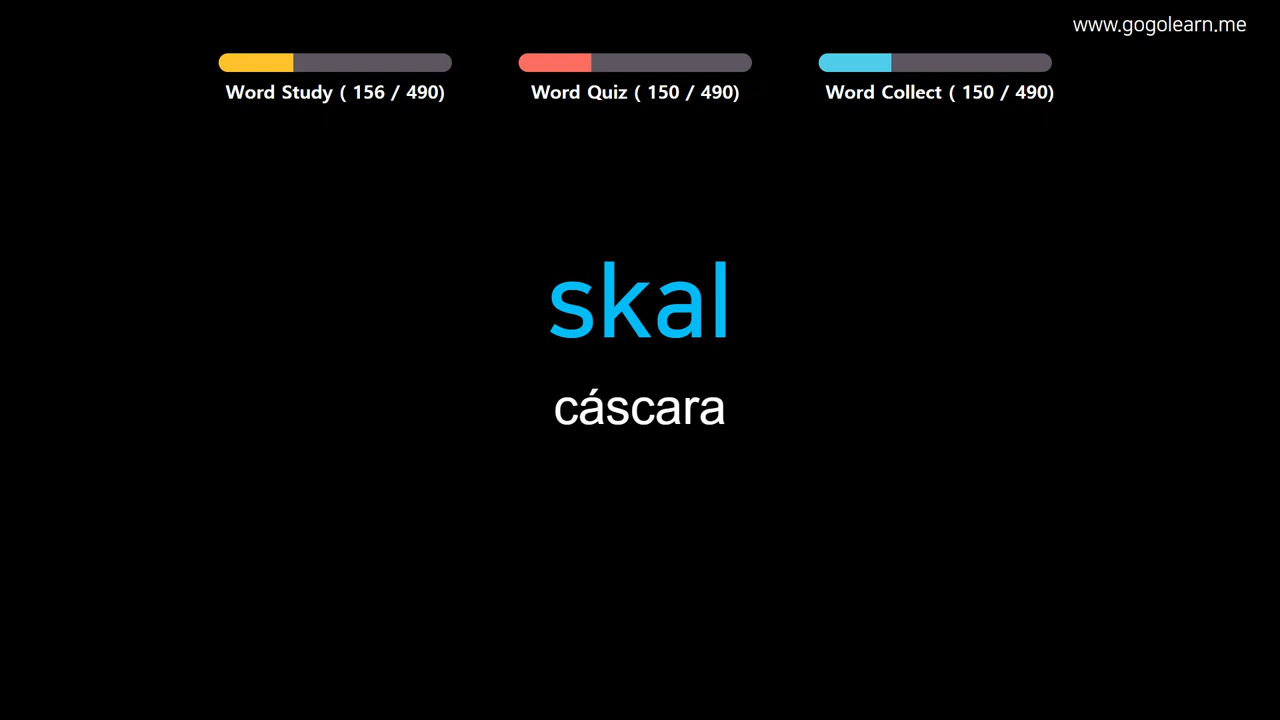 www.gogolearn.me
Word Study ( 156 / 490)
Word Quiz ( 150 / 490)
Word Collect ( 150 / 490)
skal
cáscara